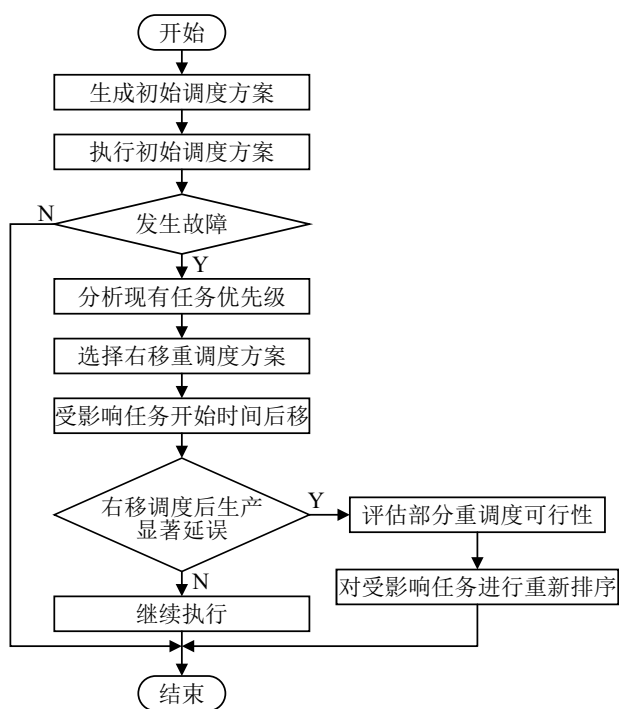 开始
生成初始调度方案
执行初始调度方案
N
发生故障
Y
分析现有任务优先级
选择右移重调度方案
受影响任务开始时间后移
右移调度后生产
显著延误
Y
评估部分重调度可行性
N
对受影响任务进行重新排序
继续执行
结束